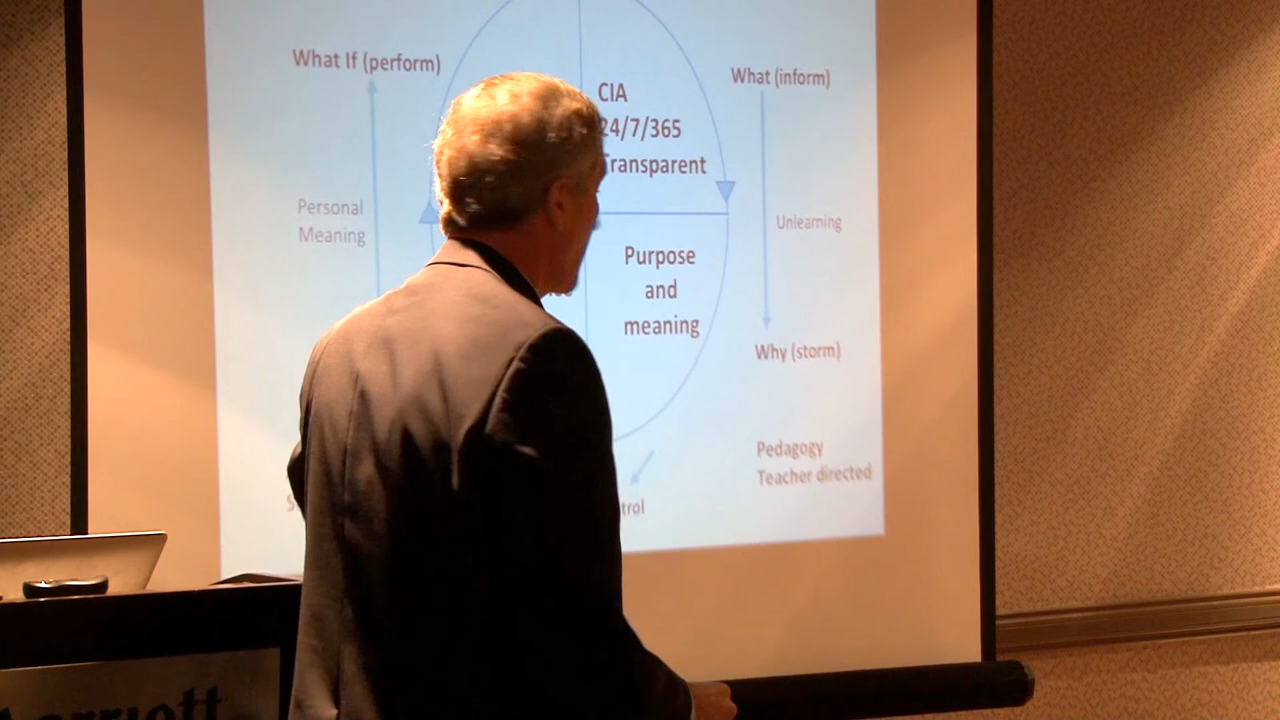 What If (perform)
CIA
24/7/365
Transparent
What (inform)
Personal
Meaning
Unlearning
Purpose
and
meaning
Why (storm)
Pedagogy
Teacher directed
Marriott